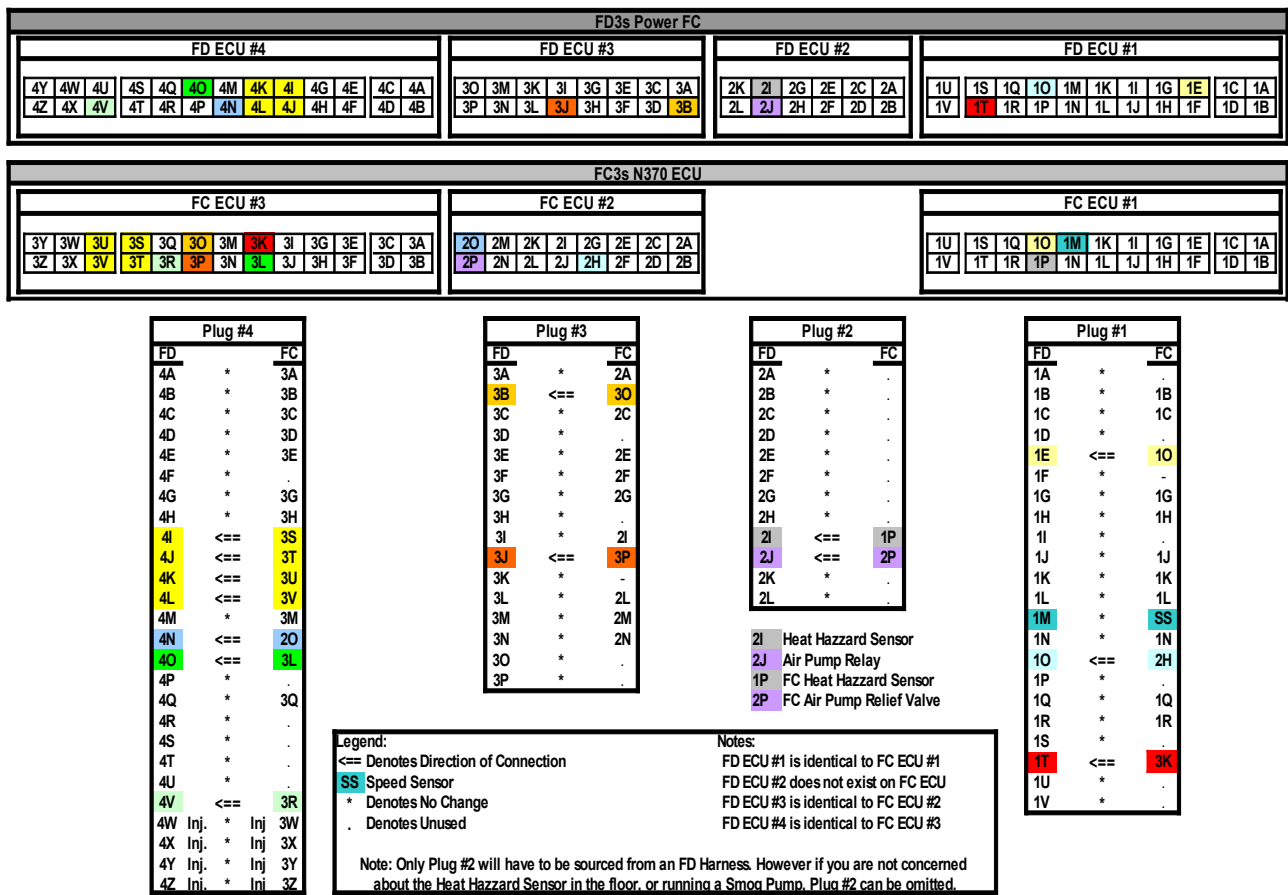 FD3s Power FC
FD ECU #4 FD ECU #3 FD ECU #2 FD ECU #1
4Y 4W 4U 4S 4Q 4O 4M 4K 4I 4G 4E 4C 4A 3O 3M 3K 3I 3G 3E 3C 3A 2K 2I 2G 2E 2C 2A 1U 1S 1Q 1O 1M 1K 1I 1G 1E 1C 1A
4Z 4X 4V 4T 4R 4P 4N 4L 4J 4H 4F 4D 4B 3P 3N 3L 3J 3H 3F 3D 3B 2L 2J 2H 2F 2D 2B 1V 1T 1R 1P 1N 1L 1J 1H 1F 1D 1B
FC3s N370 ECU
FC ECU #3 FC ECU #2 FC ECU #1
3Y 3W 3U 3S 3Q 3O 3M 3K 3I 3G 3E 3C 3A 2O 2M 2K 2I 2G 2E 2C 2A 1U 1S 1Q 1O 1M 1K 1I 1G 1E 1C 1A
3Z 3X 3V 3T 3R 3P 3N 3L 3J 3H 3F 3D 3B 2P 2N 2L 2J 2H 2F 2D 2B 1V 1T 1R 1P 1N 1L 1J 1H 1F 1D 1B
Plug #4
FD FC
4A * 3A
4B * 3B
4C * 3C
4D * 3D
4E * 3E
4F * .
4G * 3G
4H * 3H
4I <== 3S
4J <== 3T
4K <== 3U
4L <== 3V
4M * 3M
4N <== 2O
4O <== 3L
4P * .
4Q * 3Q
4R * .
4S * .
4T * .
4U * .
4V <== 3R
4W Inj. * Inj 3W
4X Inj. * Inj 3X
4Y Inj. * Inj 3Y
4Z Inj. * Inj 3Z
Plug #3
FD FC
3A * 2A
3B <== 3O
3C * 2C
3D * .
3E * 2E
3F * 2F
3G * 2G
3H * .
3I * 2I
3J <== 3P
3K * -
3L * 2L
3M * 2M
3N * 2N
3O * .
3P * .
Plug #2
FD FC
2A * .
2B * .
2C * .
2D * .
2E * .
2F * .
2G * .
2H * .
2I <== 1P
2J <== 2P
2K * .
2L * .
2I Heat Hazzard Sensor
2J Air Pump Relay
1P FC Heat Hazzard Sensor
2P FC Air Pump Relief Valve
Plug #1
FD FC
1A * .
1B * 1B
1C * 1C
1D * .
1E <== 1O
1F * -
1G * 1G
1H * 1H
1I * .
1J * 1J
1K * 1K
1L * 1L
1M * SS
1N * 1N
1O <== 2H
1P * .
1Q * 1Q
1R * 1R
1S * .
1T <== 3K
1U * .
1V * .
Legend:
<== Denotes Direction of Connection
SS Speed Sensor
* Denotes No Change
. Denotes Unused
Notes:
FD ECU #1 is identical to FC ECU #1
FD ECU #2 does not exist on FC ECU
FD ECU #3 is identical to FC ECU #2
FD ECU #4 is identical to FC ECU #3
Note: Only Plug #2 will have to be sourced from an FD Harness. However if you are not concerned
about the Heat Hazzard Sensor in the floor, or running a Smog Pump, Plug #2 can be omitted.